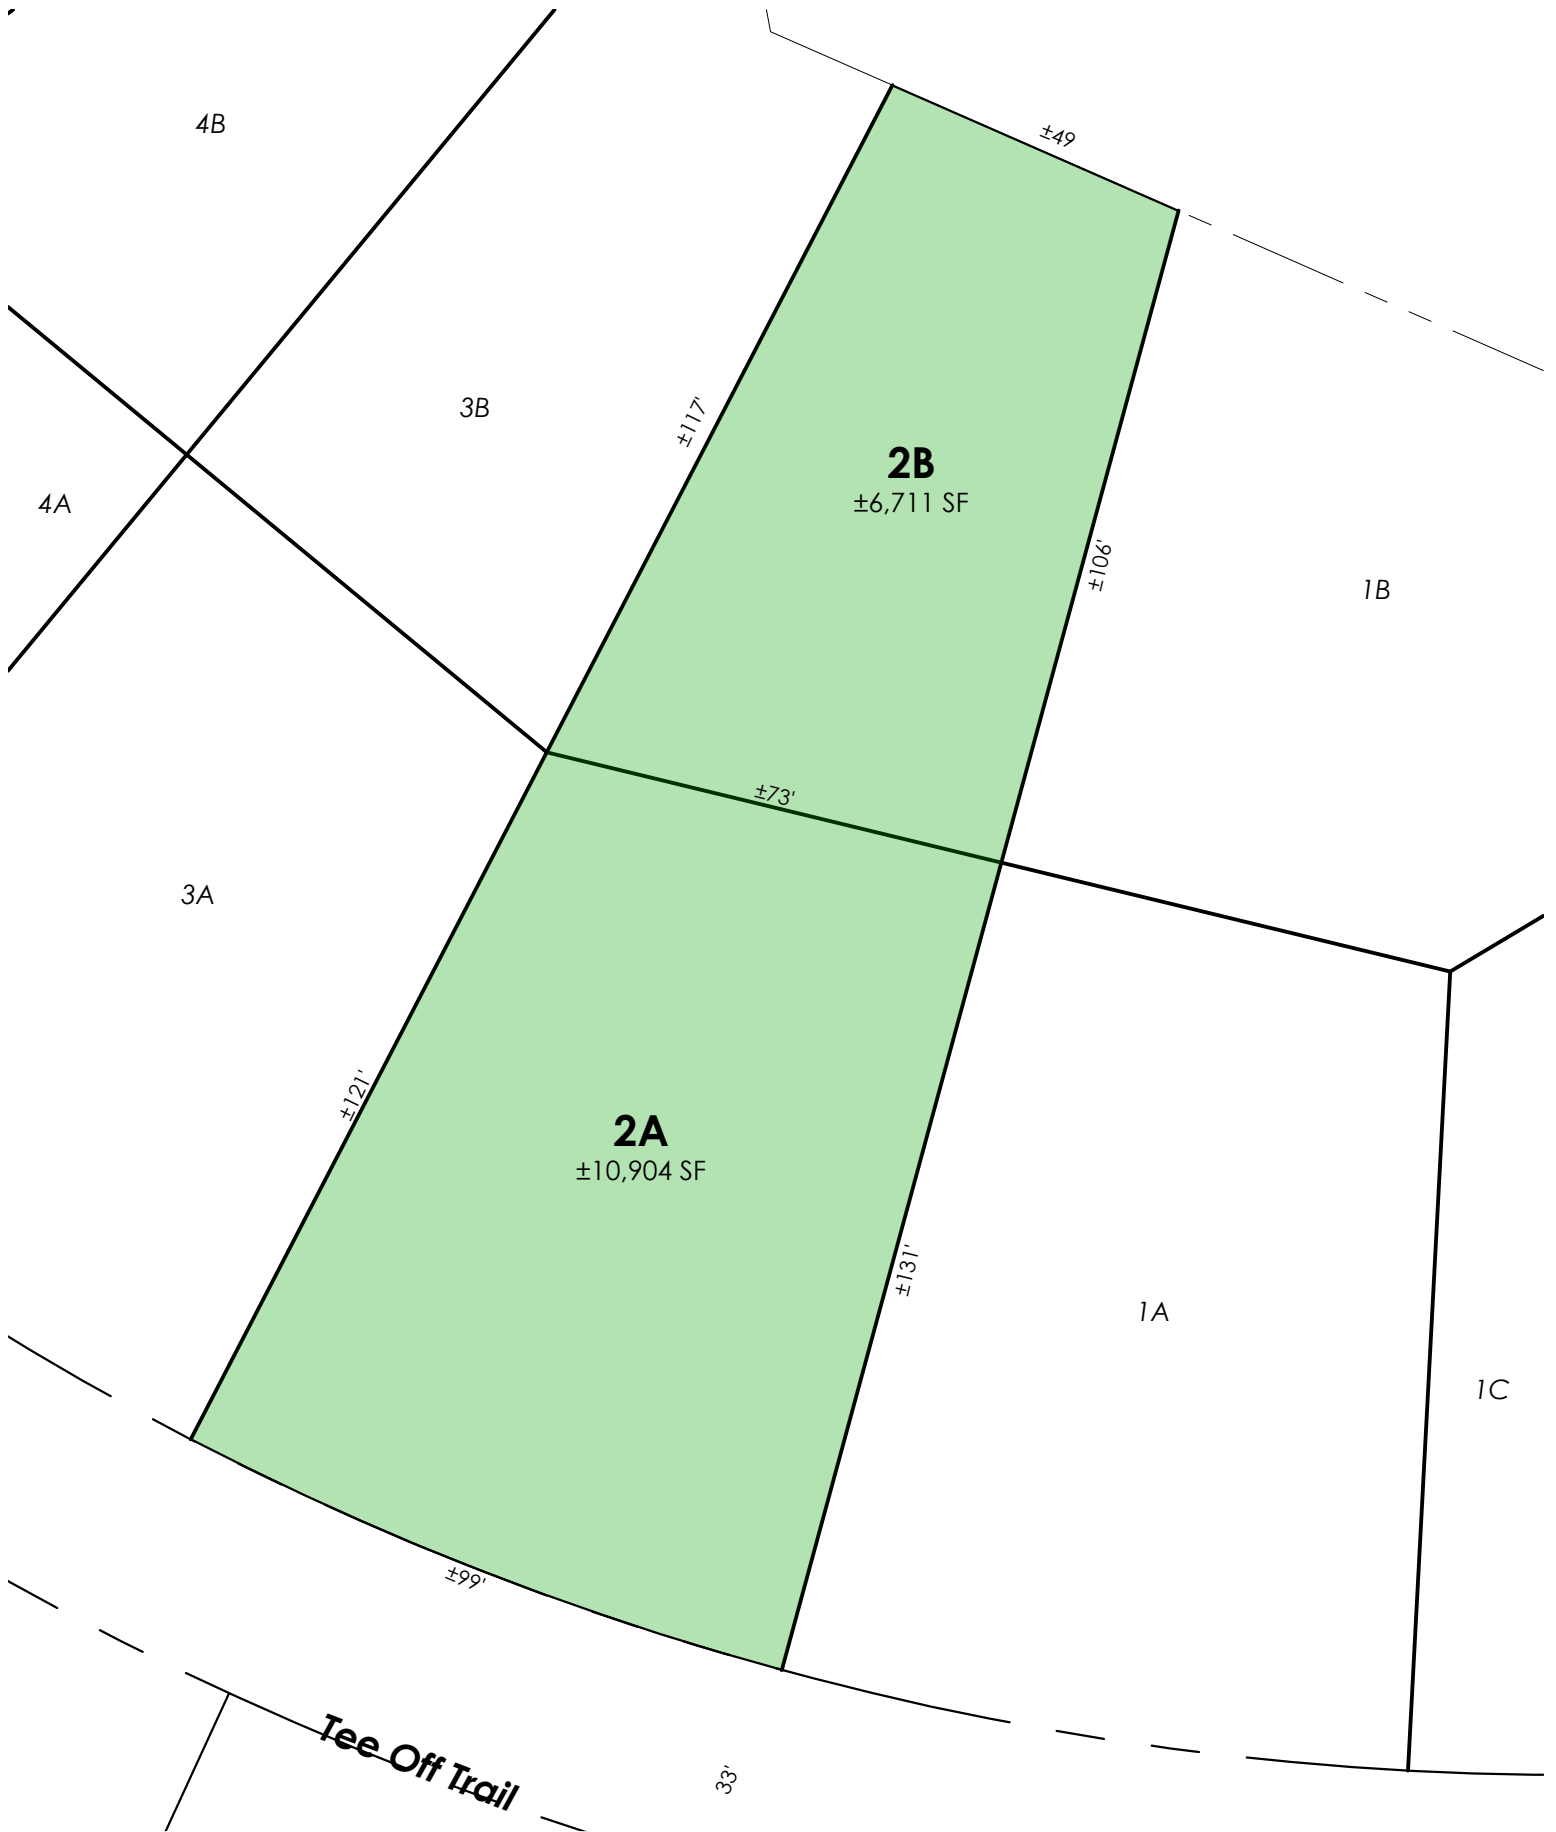 4B
±49
3B
±117'
2B
±6,711 SF
4A
±106'
1B
±73'
3A
±121'
2A
±10,904 SF
±131'
1A
1C
±99'
Tee Off Trail
33'